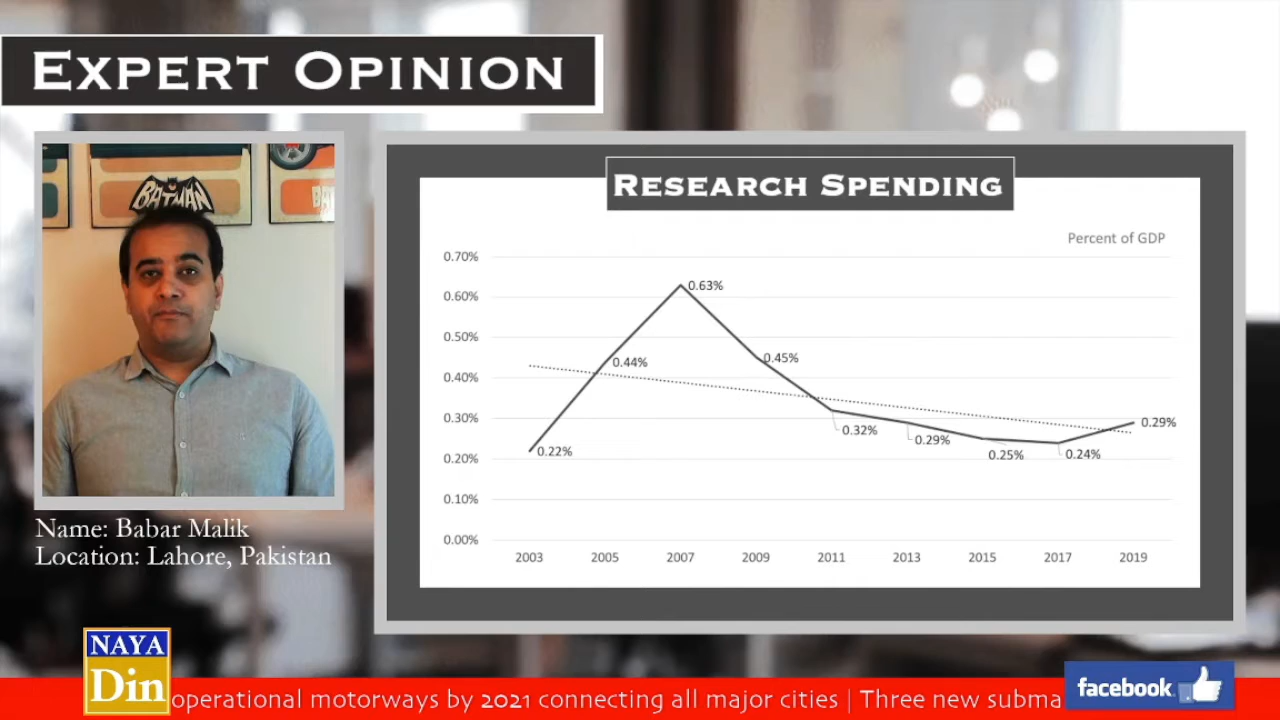 EXPERT OPINION
BATMAN
RESEARCH SPENDING
Percent of GDP
0.70%
0.60%
0.50%
0.40%
0.30%
0.20%
0.10%
0.00%
0.22%
0.44%
0.63%
0.45%
0.32%
0.29%
0.25%
0.24%
0.29%
2003 2005 2007 2009 2011 2013 2015 2017 2019
Name: Babar Malik
Location: Lahore, Pakistan
NAYA
Din
operational motorways by 2021 connecting all major cities | Three new subma
facebook